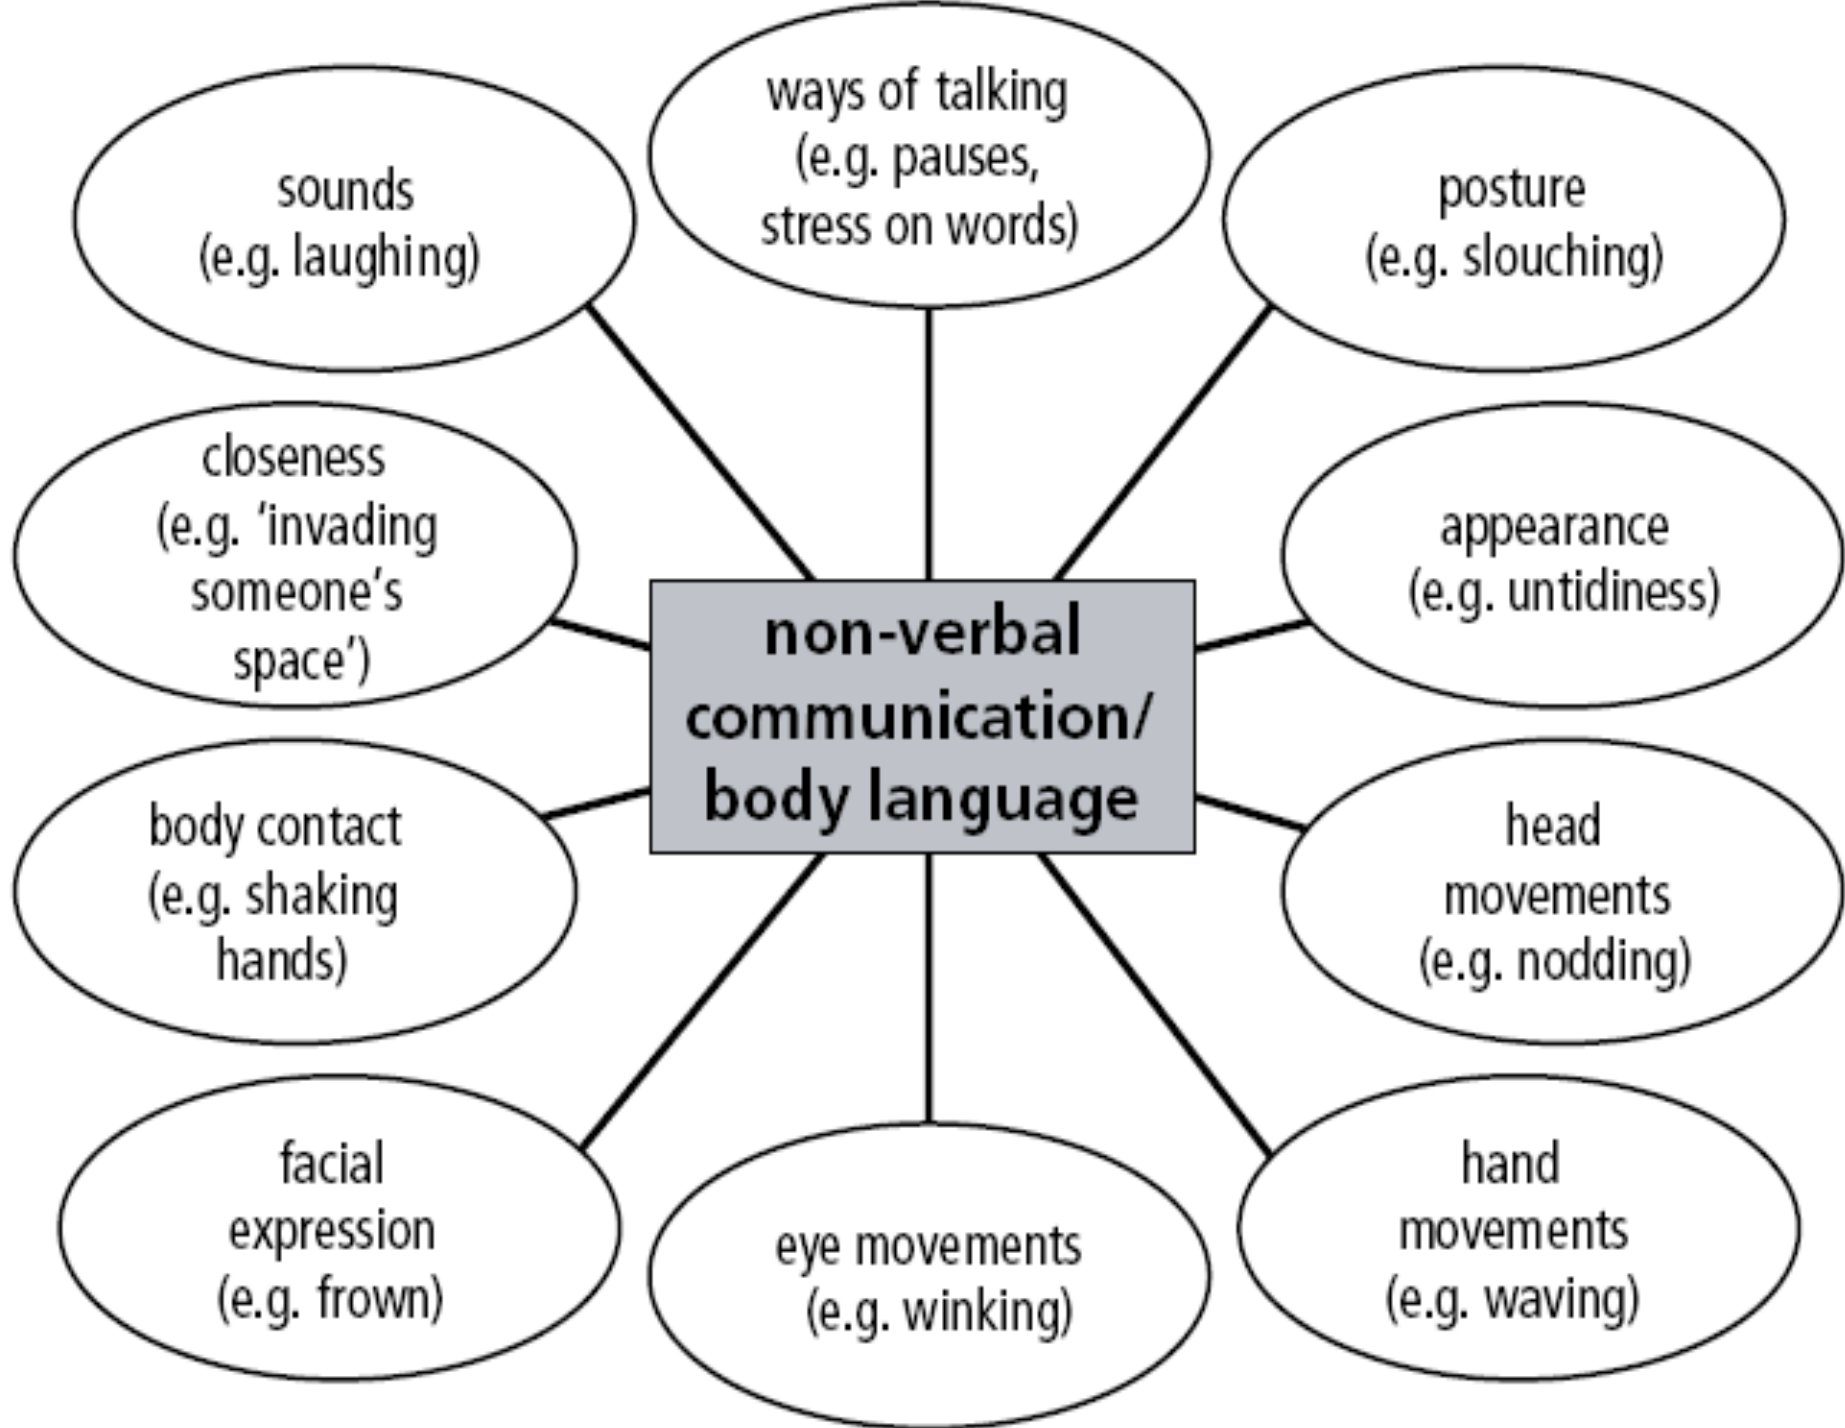 ways of talking
(e.g. pauses,
stress on words)
sounds
(e.g. laughing)
posture
(e.g. slouching)
closeness
(e.g. ‘invading
someone’s
space’)
appearance
(e.g. untidiness)
non-verbal
communication/
body language
body contact
(e.g. shaking
hands)
head
movements
(e.g. nodding)
facial
expression
(e.g. frown)
eye movements
(e.g. winking)
hand
movements
(e.g. waving)